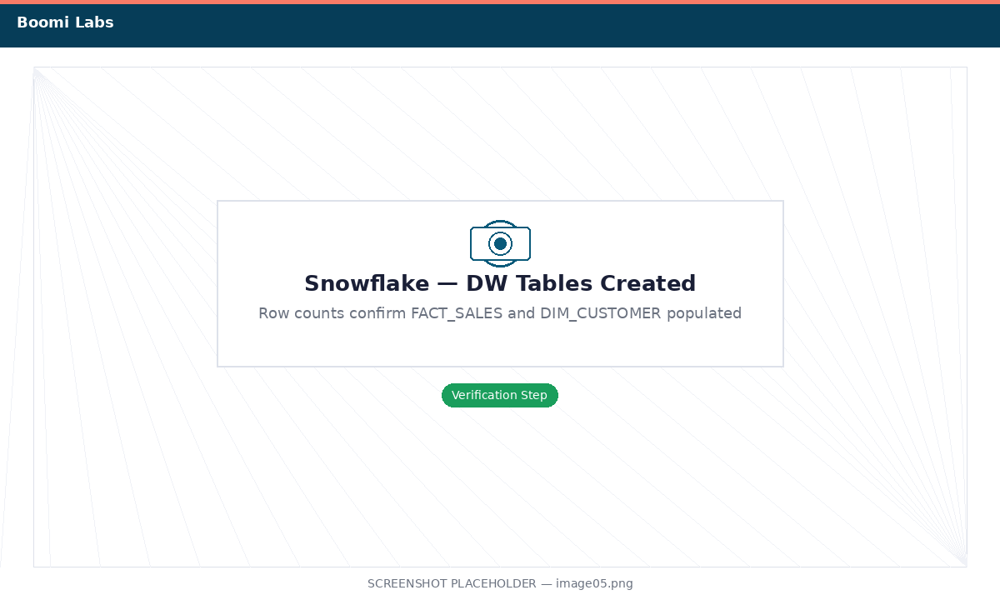 Boomi Labs
Snowflake — DW Tables Created
Row counts confirm FACT_SALES and DIM_CUSTOMER populated
Verification Step
SCREENSHOT PLACEHOLDER — image05.png